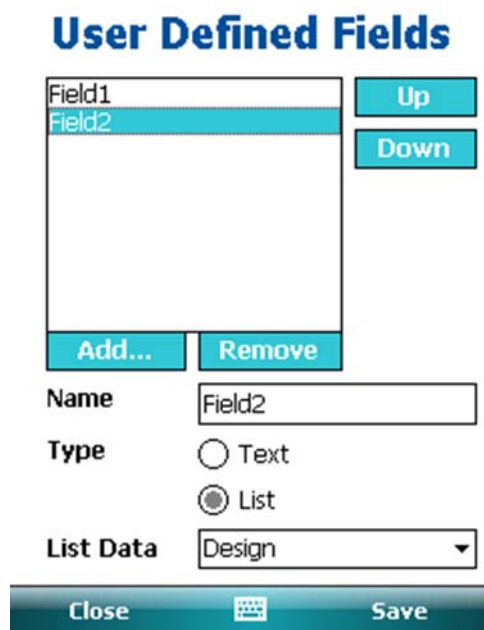 User Defined Fields
Field1
Up
Field2
Down
Add...
Remove
Name
Field2
Type
Text
List
List Data
Design
Close
Save